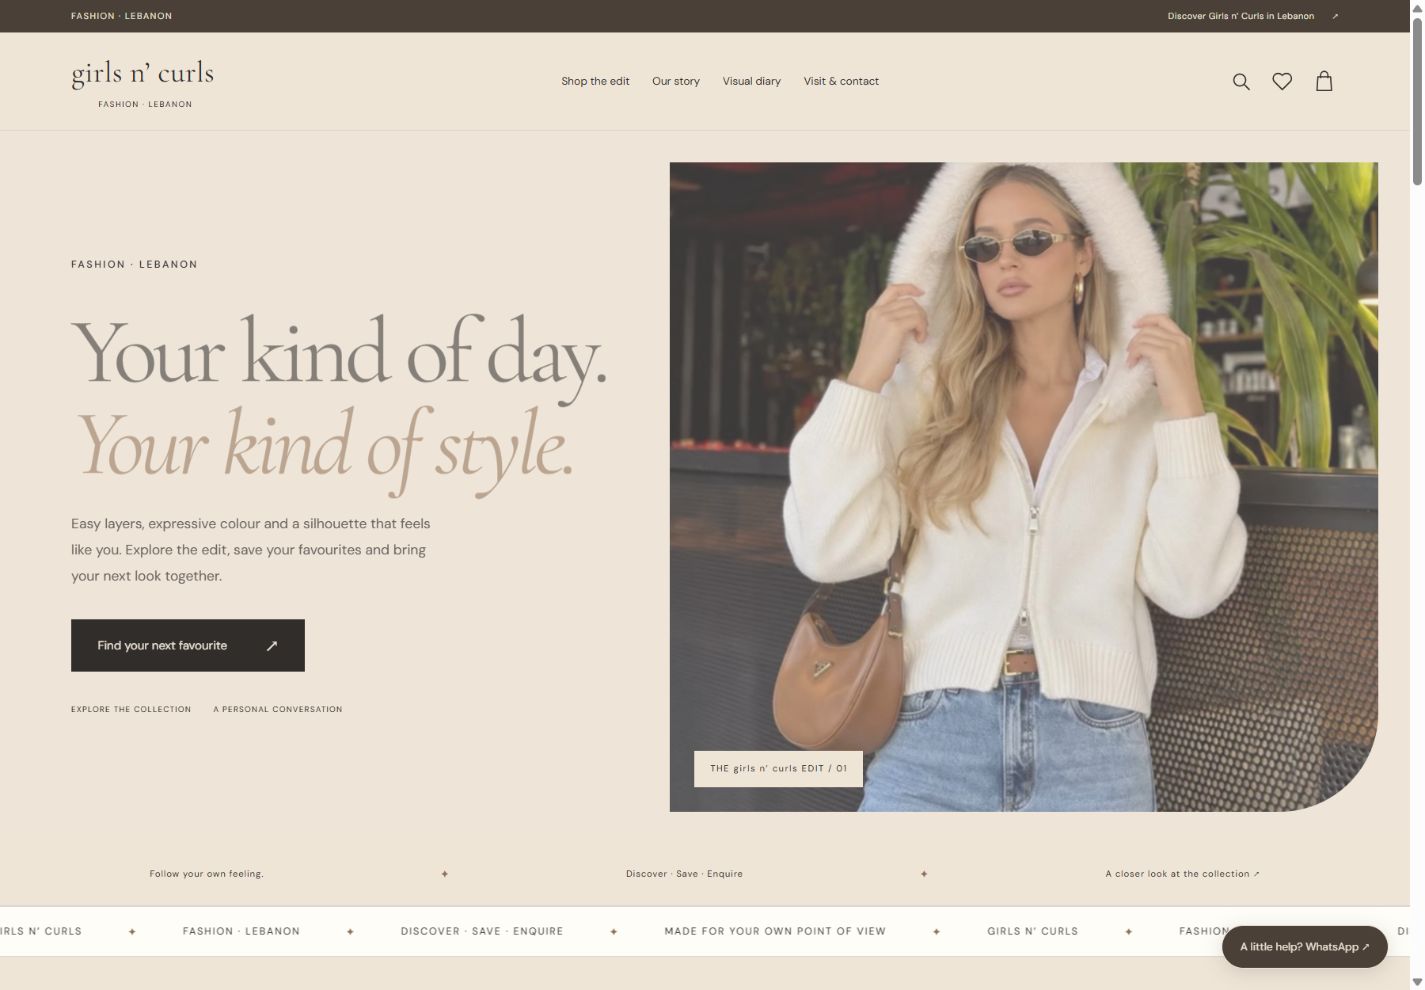 FASHION · LEBANON
Discover Girls n' Curls in Lebanon ↗
girls n’ curls
FASHION · LEBANON
Shop the edit
Our story
Visual diary
Visit & contact
FASHION · LEBANON
Your kind of day.
Your kind of style.
Easy layers, expressive colour and a silhouette that feels
like you. Explore the edit, save your favourites and bring
your next look together.
Find your next favourite ↗
EXPLORE THE COLLECTION
A PERSONAL CONVERSATION
THE girls n’ curls EDIT / 01
Follow your own feeling.
✦
Discover · Save · Enquire
✦
A closer look at the collection ↗
IRLS N’ CURLS ✦ FASHION · LEBANON ✦ DISCOVER · SAVE · ENQUIRE ✦ MADE FOR YOUR OWN POINT OF VIEW ✦ GIRLS N’ CURLS ✦ FASHION DI
A little help? WhatsApp ↗